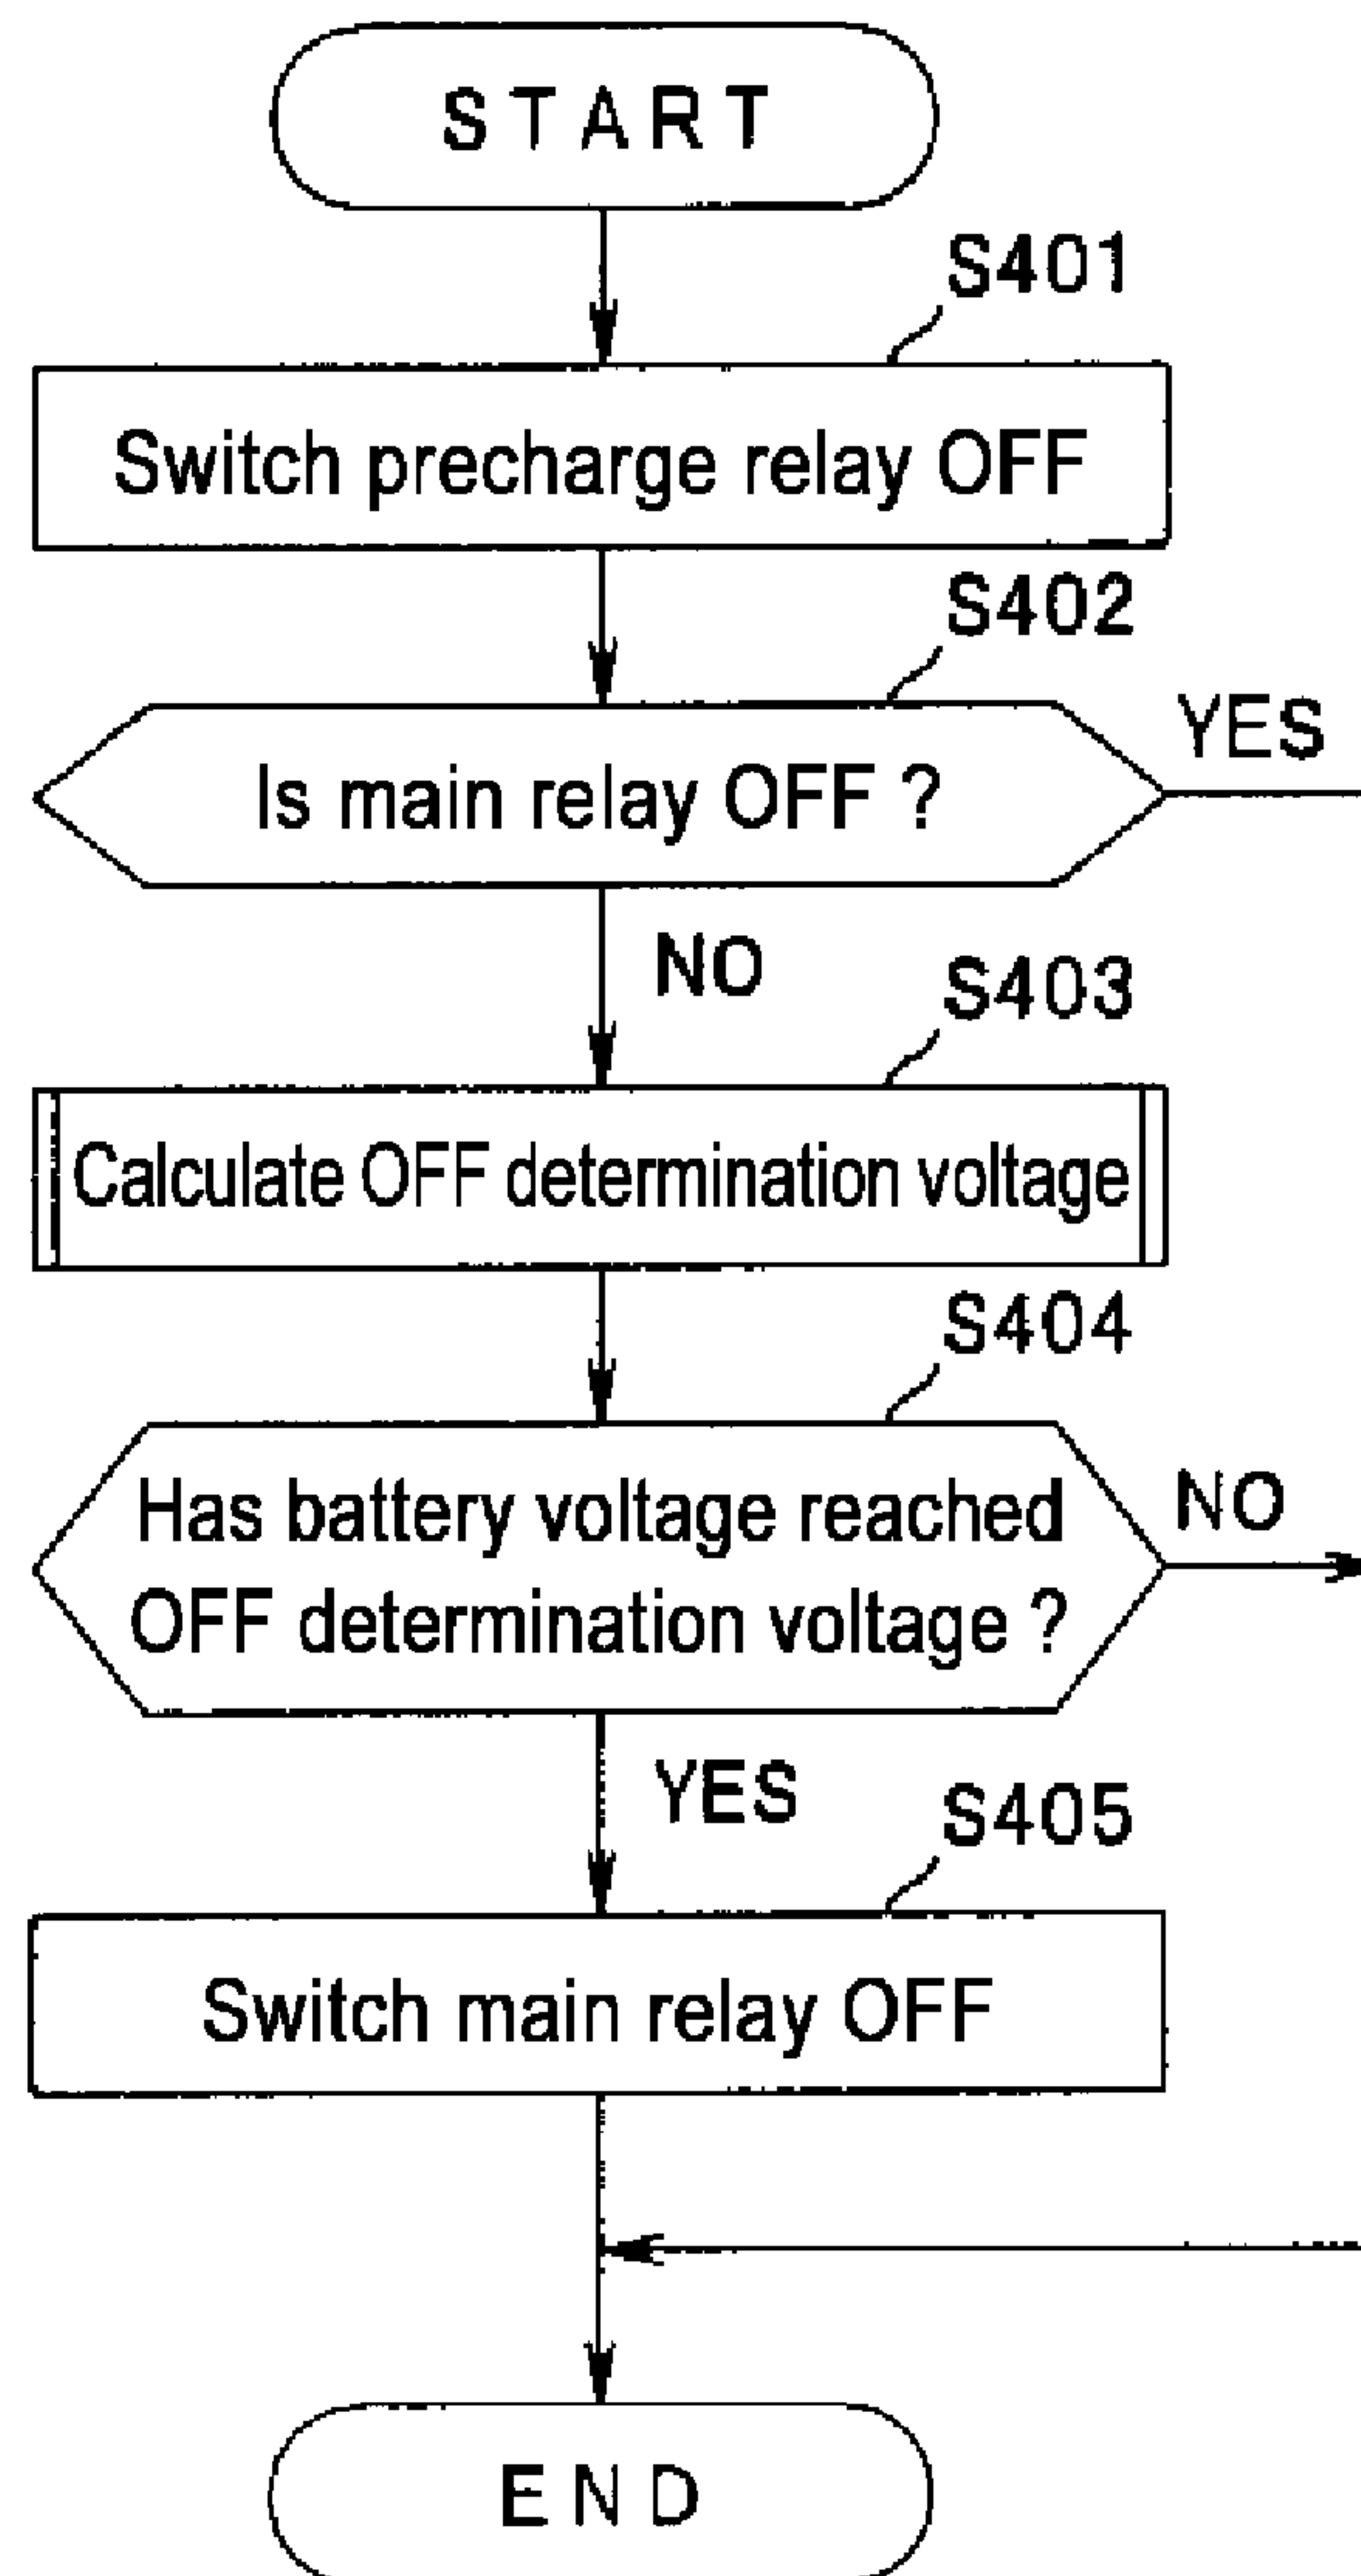 START
S401
Switch precharge relay OFF
S402
Is main relay OFF ?
YES
NO
S403
Calculate OFF determination voltage
S404
Has battery voltage reached
OFF determination voltage ?
NO
YES
S405
Switch main relay OFF
END